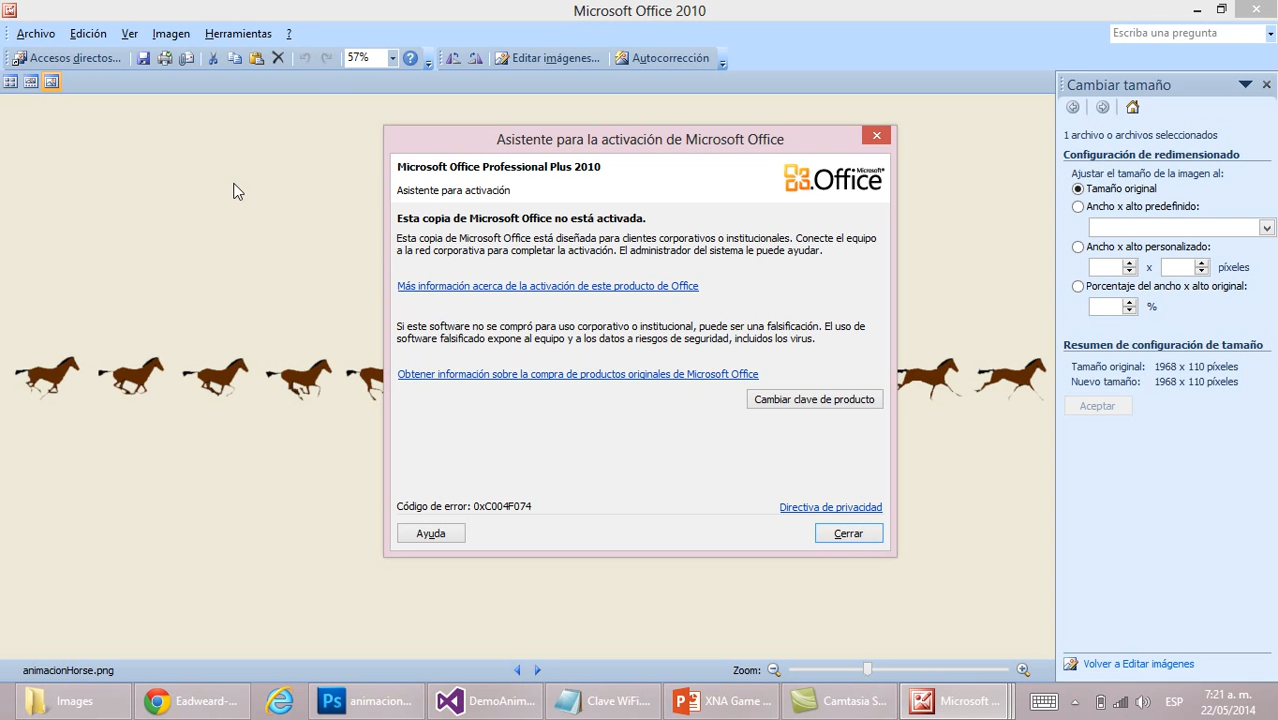 Microsoft Office 2010
Archivo Edición Ver Imagen Herramientas ?
Escriba una pregunta
Accesos directos... 57% Editar imágenes... Autocorrección
Cambiar tamaño
1 archivo o archivos seleccionados
Configuración de redimensionado
Ajustar el tamaño de la imagen al:
Tamaño original
Ancho x alto predefinido:
Ancho x alto personalizado:
x píxeles
Porcentaje del ancho x alto original:
%
Resumen de configuración de tamaño
Tamaño original: 1968 x 110 píxeles
Nuevo tamaño: 1968 x 110 píxeles
Aceptar
Volver a Editar imágenes
Asistente para la activación de Microsoft Office
Microsoft Office Professional Plus 2010
Asistente para activación
Microsoft
Office
Esta copia de Microsoft Office no está activada.
Esta copia de Microsoft Office está diseñada para clientes corporativos o institucionales. Conecte el equipo
a la red corporativa para completar la activación. El administrador del sistema le puede ayudar.
Más información acerca de la activación de este producto de Office
Si este software no se compró para uso corporativo o institucional, puede ser una falsificación. El uso de
software falsificado expone al equipo y a los datos a riesgos de seguridad, incluidos los virus.
Obtener información sobre la compra de productos originales de Microsoft Office
Cambiar clave de producto
Código de error: 0xC004F074
Directiva de privacidad
Ayuda
Cerrar
animacionHorse.png
Zoom:
Images
Eadweard-...
Ps animacion...
DemoAnim...
Clave WiFi....
XNA Game ...
Camtasia S...
Microsoft ...
ESP
7:21 a. m.
22/05/2014